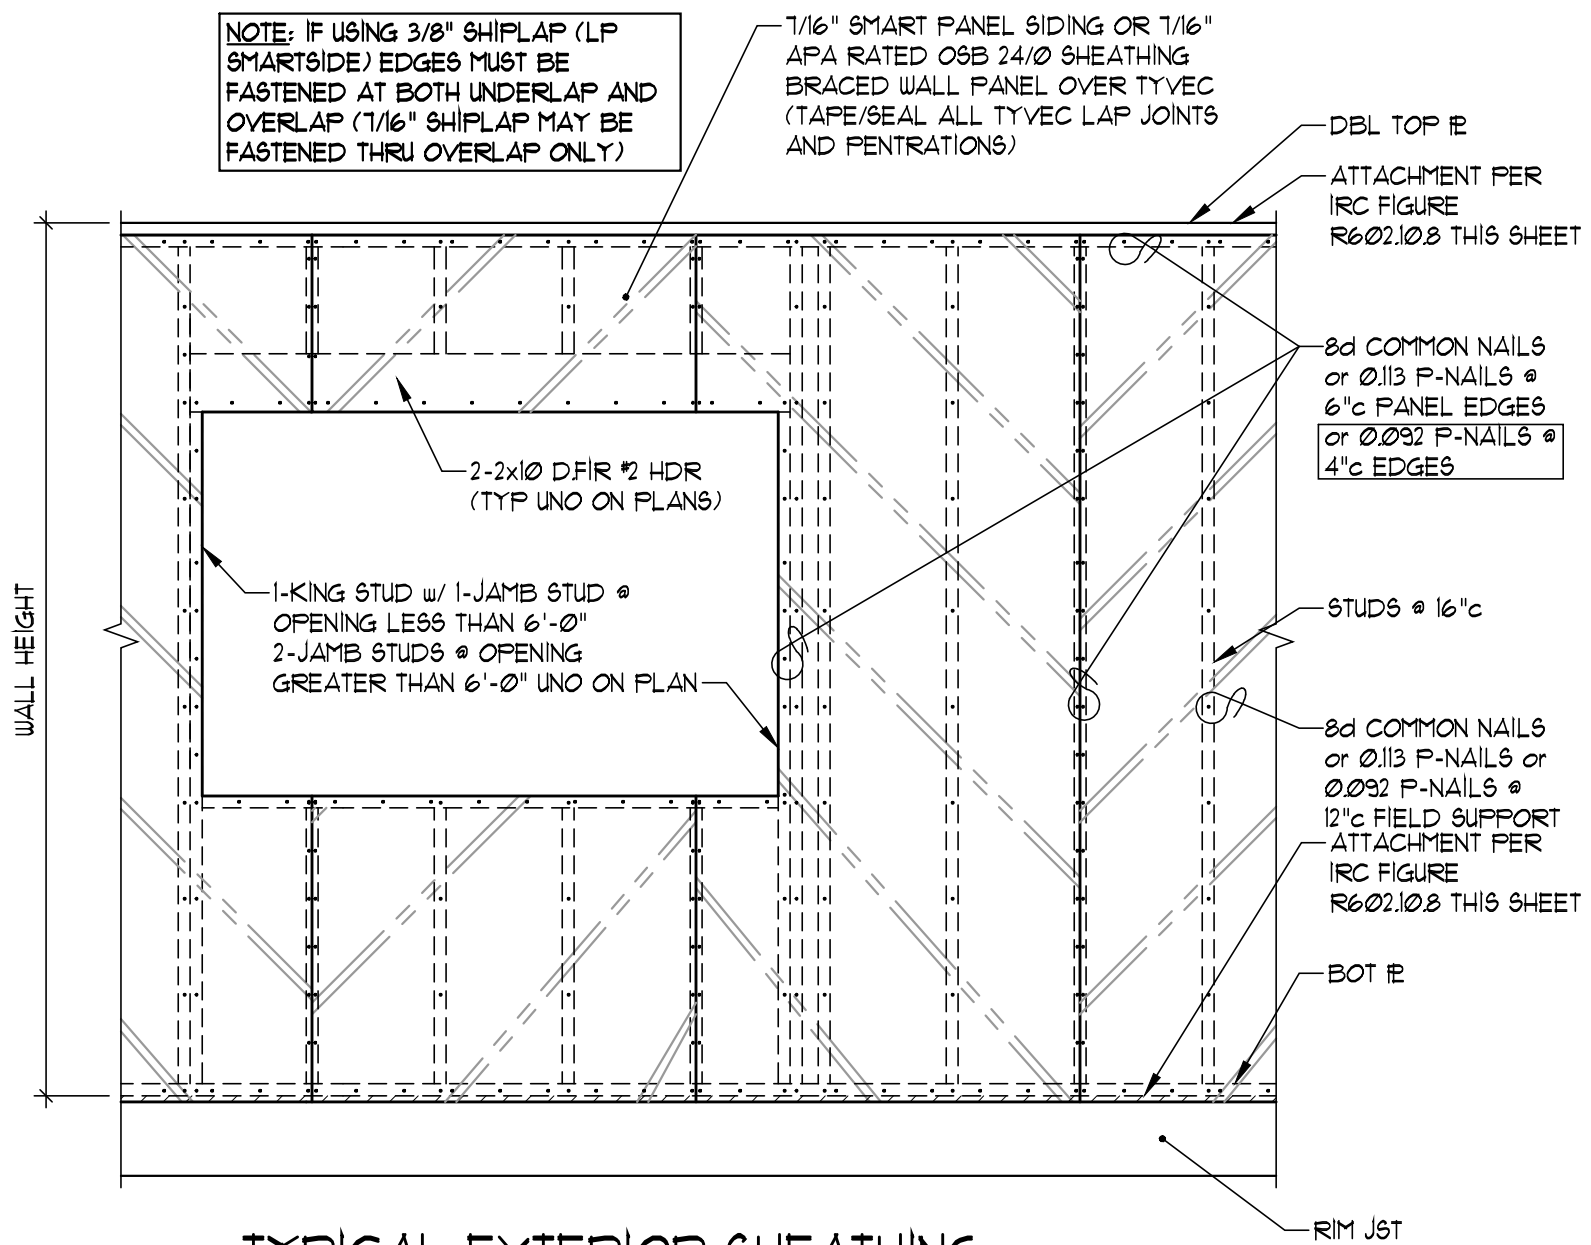 NOTE: IF USING 3/8" SHIPLAP (LP
SMARTSIDE) EDGES MUST BE
FASTENED AT BOTH UNDERLAP AND
OVERLAP (7/16" SHIPLAP MAY BE
FASTENED THRU OVERLAP ONLY)
7/16" SMART PANEL SIDING OR 7/16"
APA RATED OSB 24/0 SHEATHING
BRACED WALL PANEL OVER TYVEC
(TAPE/SEAL ALL TYVEC LAP JOINTS
AND PENTRATIONS)
DBL TOP PL
ATTACHMENT PER
IRC FIGURE
R602.10.8 THIS SHEET
8d COMMON NAILS
or 0.113 P-NAILS @
6"c PANEL EDGES
or 0.092 P-NAILS @
4"c EDGES
2-2x10 D.FIR #2 HDR
(TYP UNO ON PLANS)
1-KING STUD w/ 1-JAMB STUD @
OPENING LESS THAN 6'-0"
2-JAMB STUDS @ OPENING
GREATER THAN 6'-0" UNO ON PLAN
WALL HEIGHT
STUDS @ 16"c
8d COMMON NAILS
or 0.113 P-NAILS or
0.092 P-NAILS @
12"c FIELD SUPPORT
ATTACHMENT PER
IRC FIGURE
R602.10.8 THIS SHEET
BOT PL
RIM JST
TYPICAL EXTERIOR SHEATHING